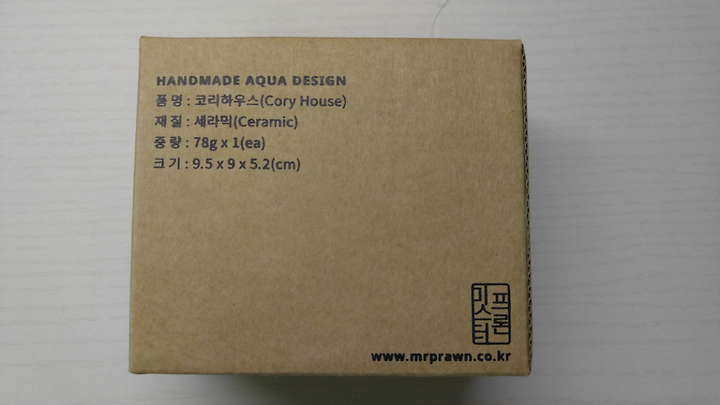 HANDMADE AQUA DESIGN
품 명 : 코리하우스(Cory House)
재 질 : 세라믹(Ceramic)
중 량 : 78g x 1(ea)
크 기 : 9.5 x 9 x 5.2(cm)
미스터
프론
www.mrprawn.co.kr